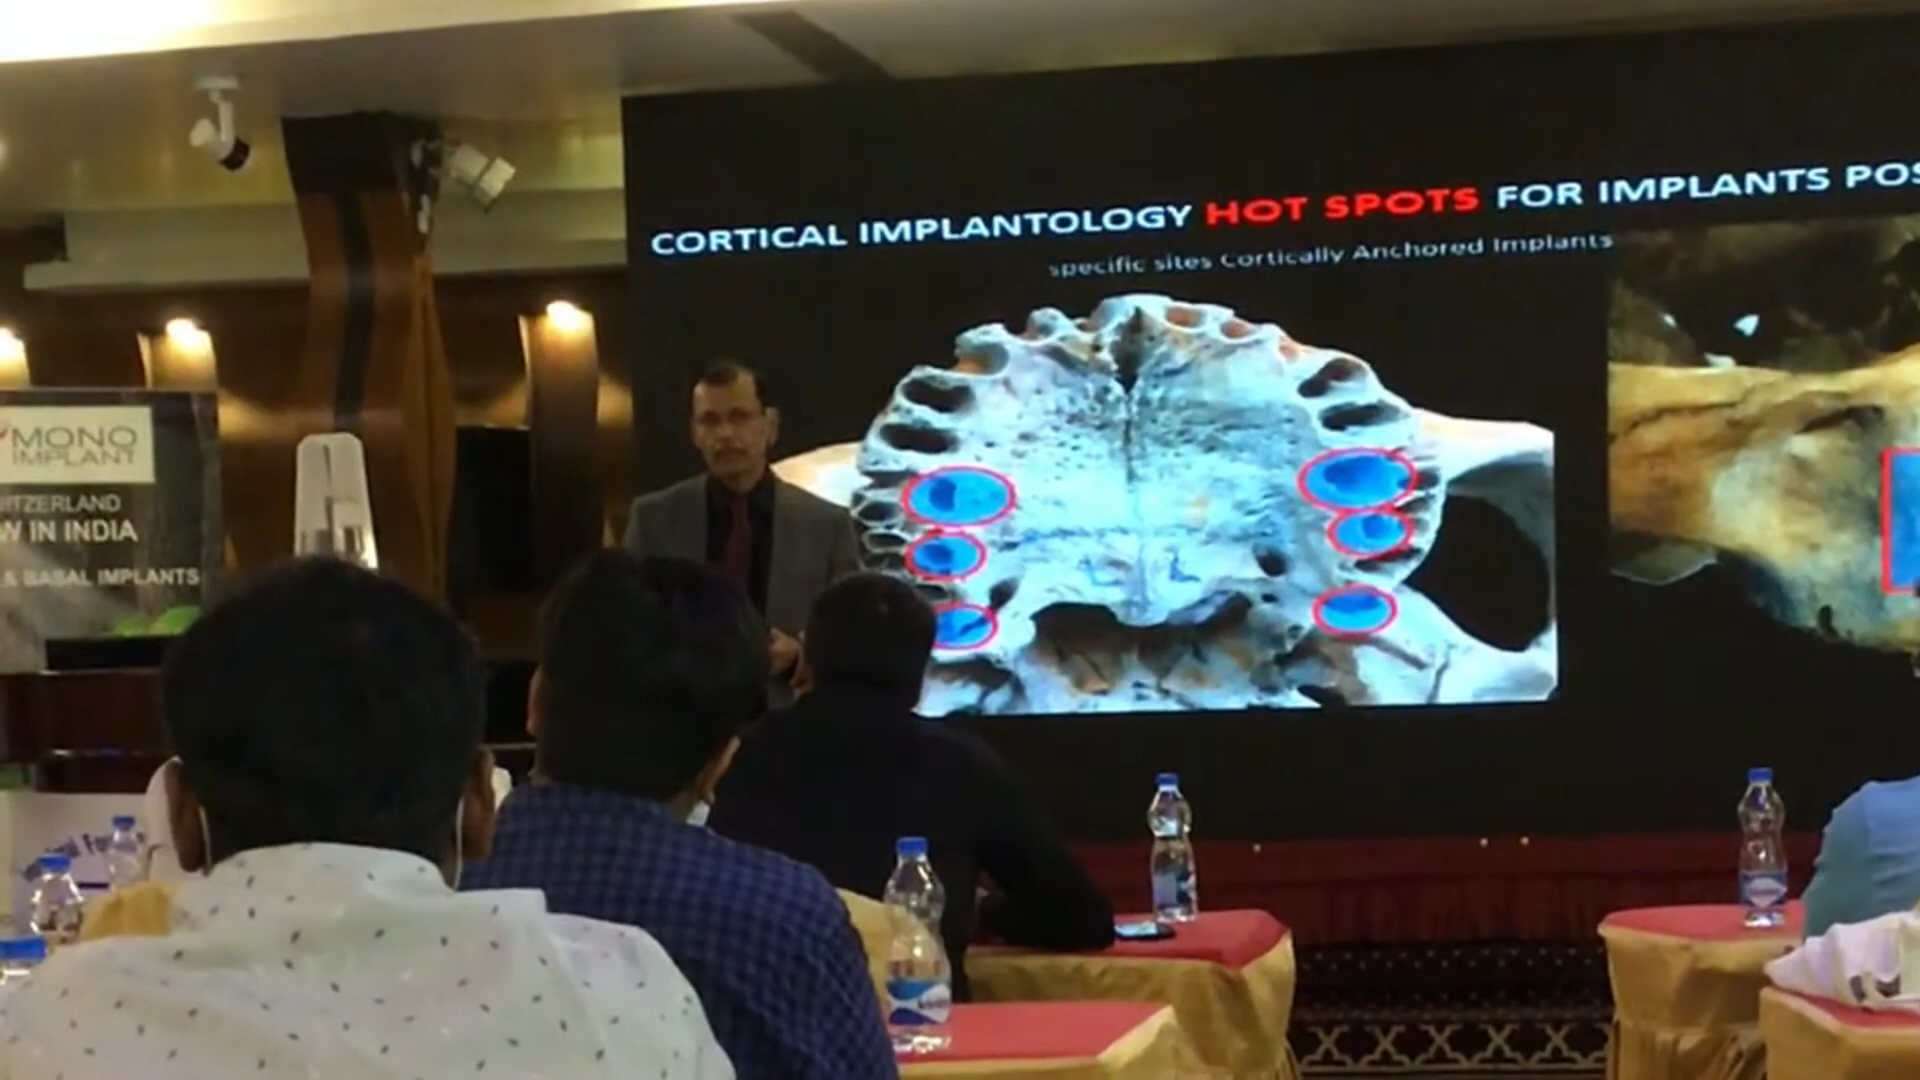 CORTICAL IMPLANTOLOGY HOT SPOTS FOR IMPLANTS POS
specific sites Cortically Anchored Implants
MONO
IMPLANT
ITZERLAND
W IN INDIA
& BASAL IMPLANTS